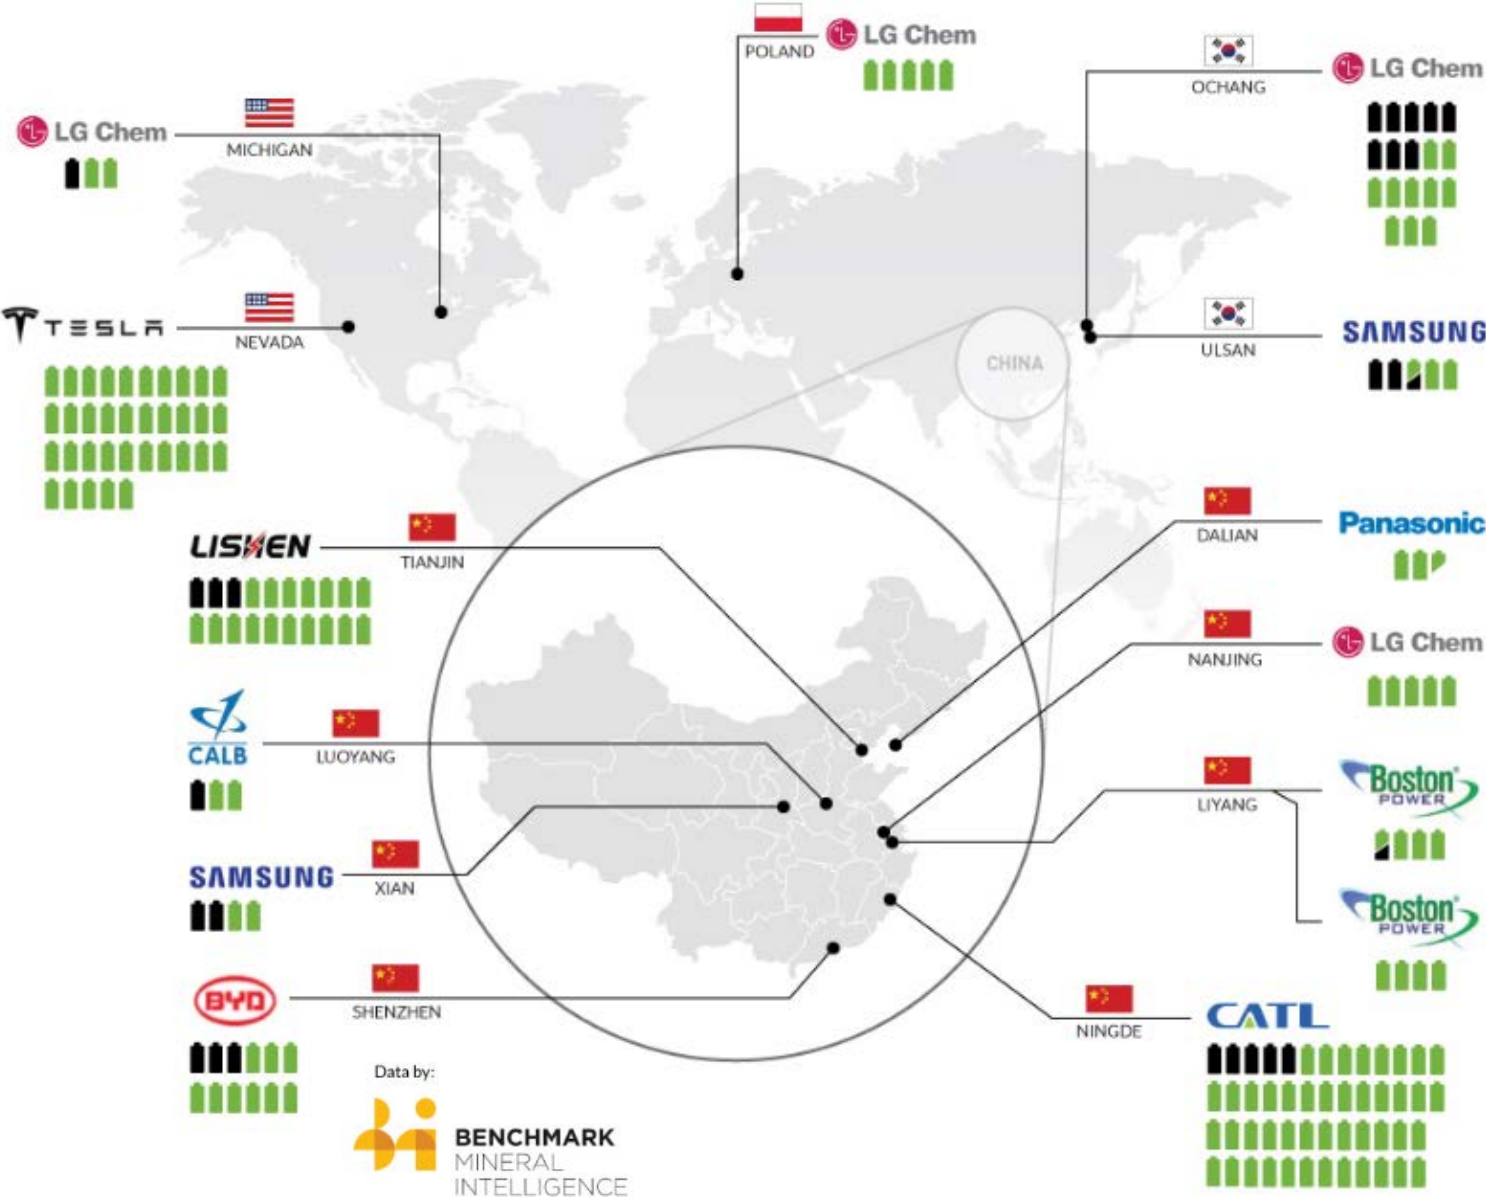 POLAND
LG Chem
OCHANG
LG Chem
LG Chem
MICHIGAN
TESLA
NEVADA
ULSAN
SAMSUNG
CHINA
LISHEN
TIANJIN
DALIAN
Panasonic
NANJING
LG Chem
CALB
LUOYANG
LIYANG
Boston
POWER
SAMSUNG
XIAN
Boston
POWER
BYD
SHENZHEN
NINGDE
CATL
Data by:
BENCHMARK
MINERAL
INTELLIGENCE